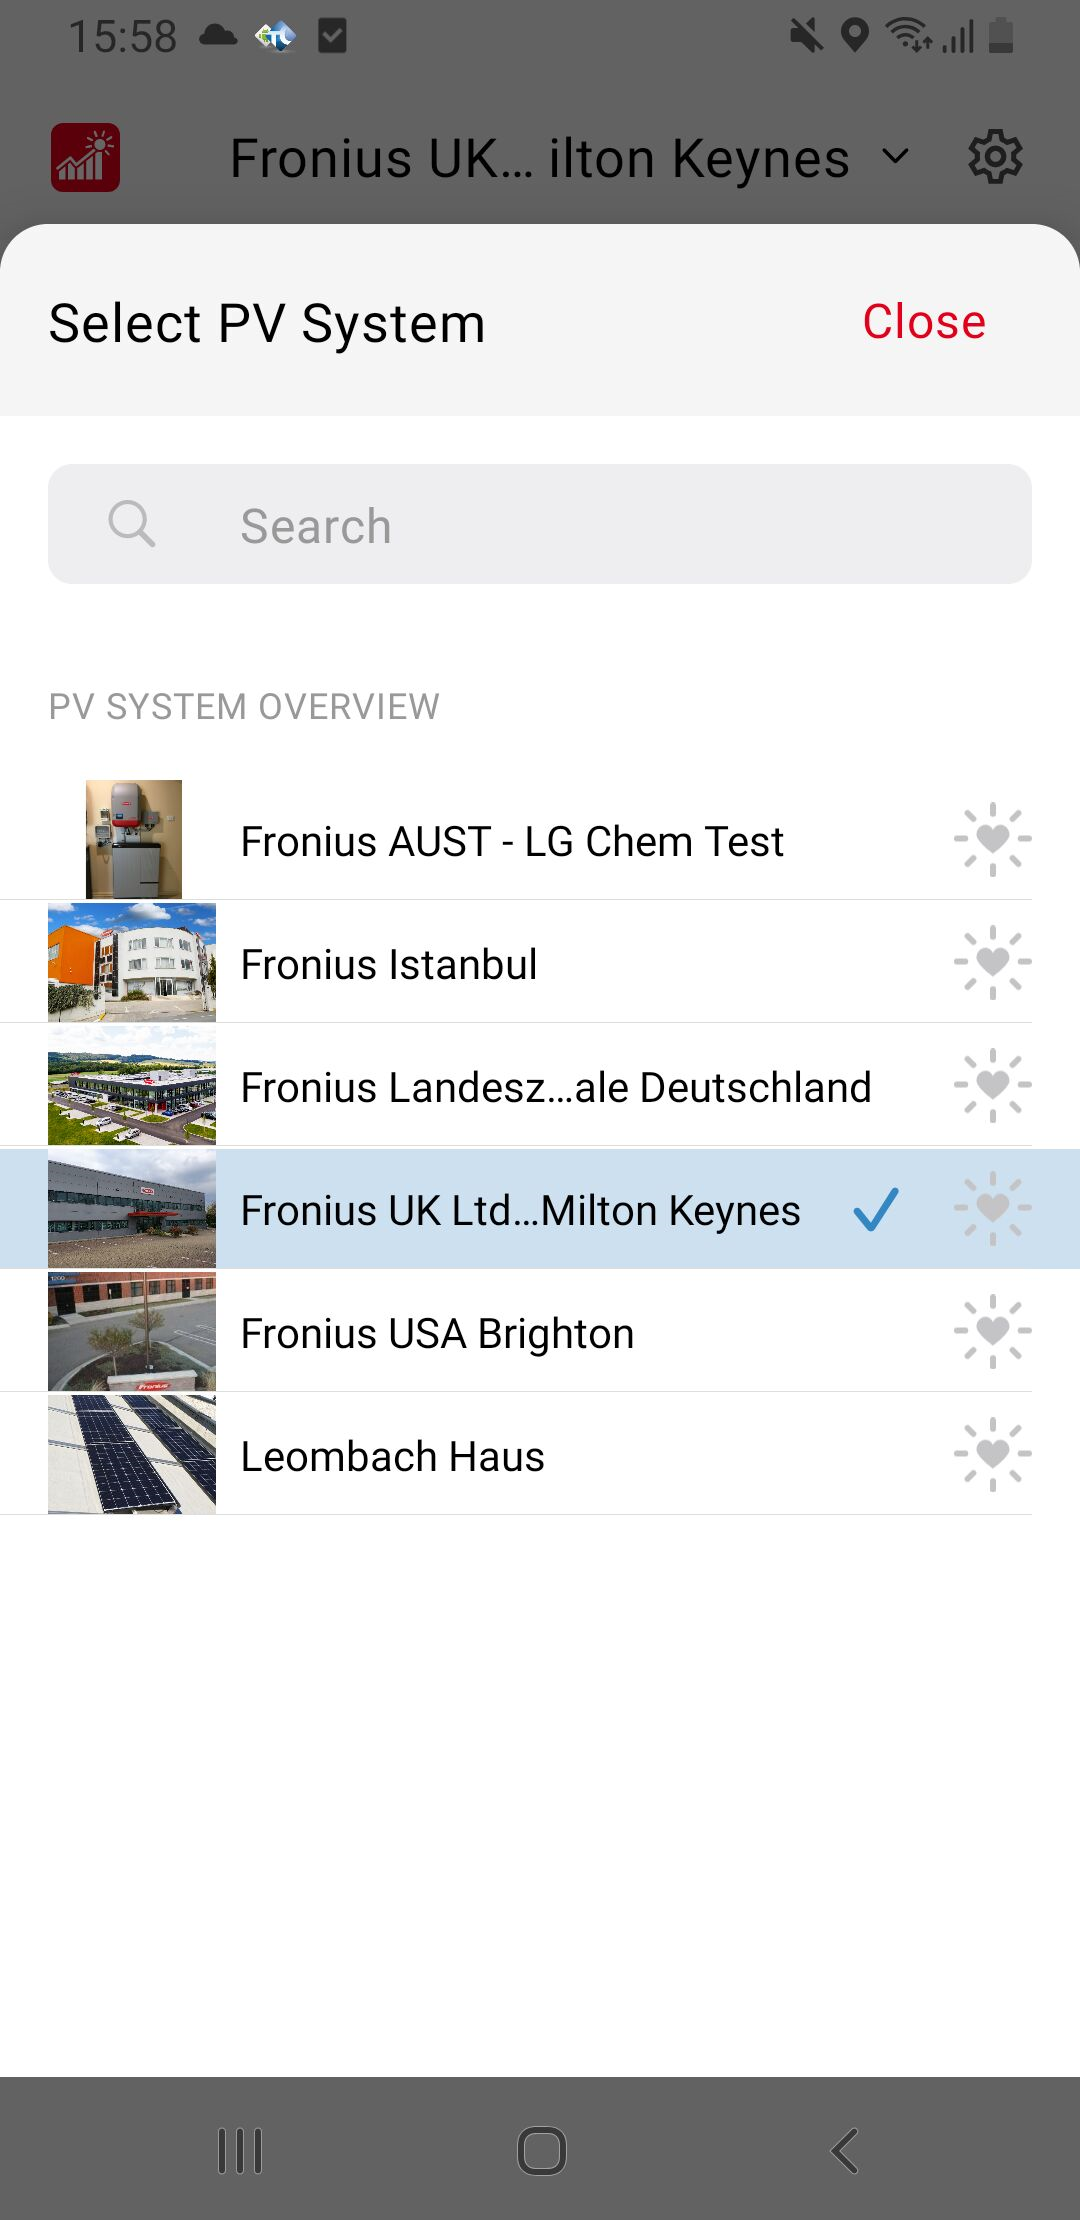 15:58
Fronius UK... ilton Keynes
Select PV System
Close
Search
PV SYSTEM OVERVIEW
Fronius AUST - LG Chem Test
Fronius Istanbul
Fronius Landesz...ale Deutschland
Fronius UK Ltd...Milton Keynes
Fronius USA Brighton
Leombach Haus